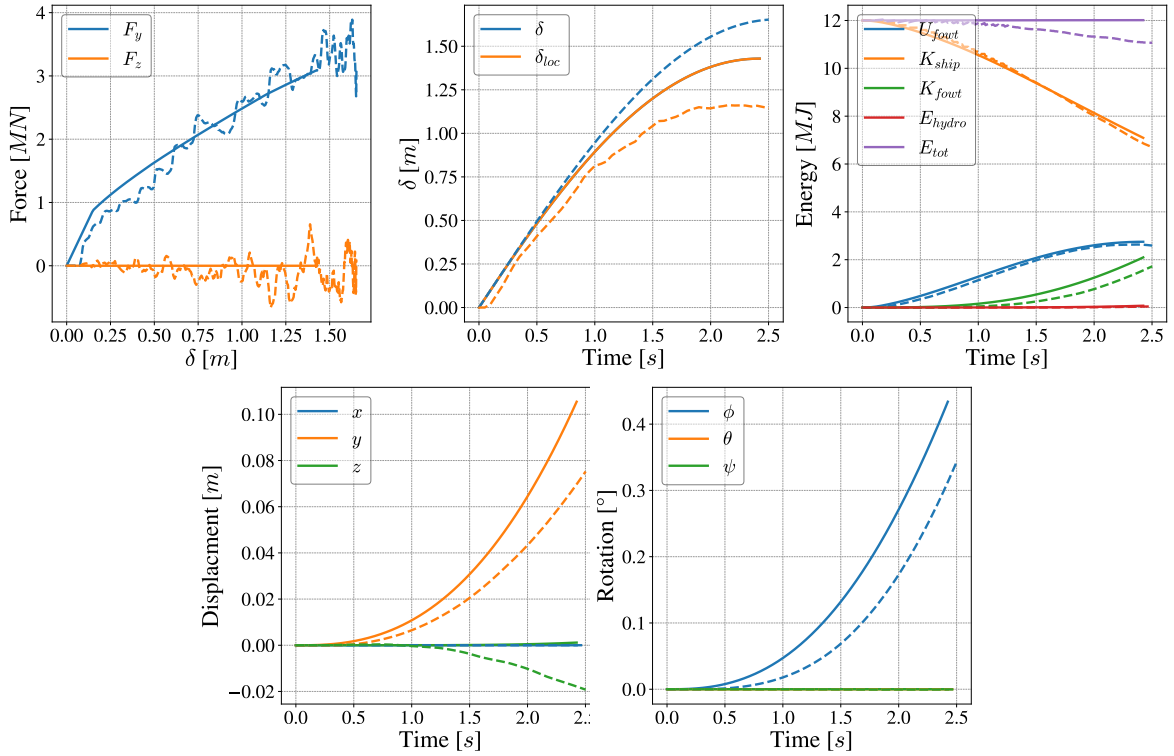 F_y
F_z
Force [MN]
4
3
2
1
0
0.00 0.25 0.50 0.75 1.00 1.25 1.50
δ [m]
δ
δ_loc
δ [m]
1.50
1.25
1.00
0.75
0.50
0.25
0.00
0.0 0.5 1.0 1.5 2.0 2.5
Time [s]
U_fowt
K_ship
K_fowt
E_hydro
E_tot
Energy [MJ]
12
10
8
6
4
2
0
0.0 0.5 1.0 1.5 2.0 2.5
Time [s]
x
y
z
Displacment [m]
0.10
0.08
0.06
0.04
0.02
0.00
−0.02
0.0 0.5 1.0 1.5 2.0 2.5
Time [s]
ϕ
θ
ψ
Rotation [°]
0.4
0.3
0.2
0.1
0.0
0.0 0.5 1.0 1.5 2.0 2.5
Time [s]